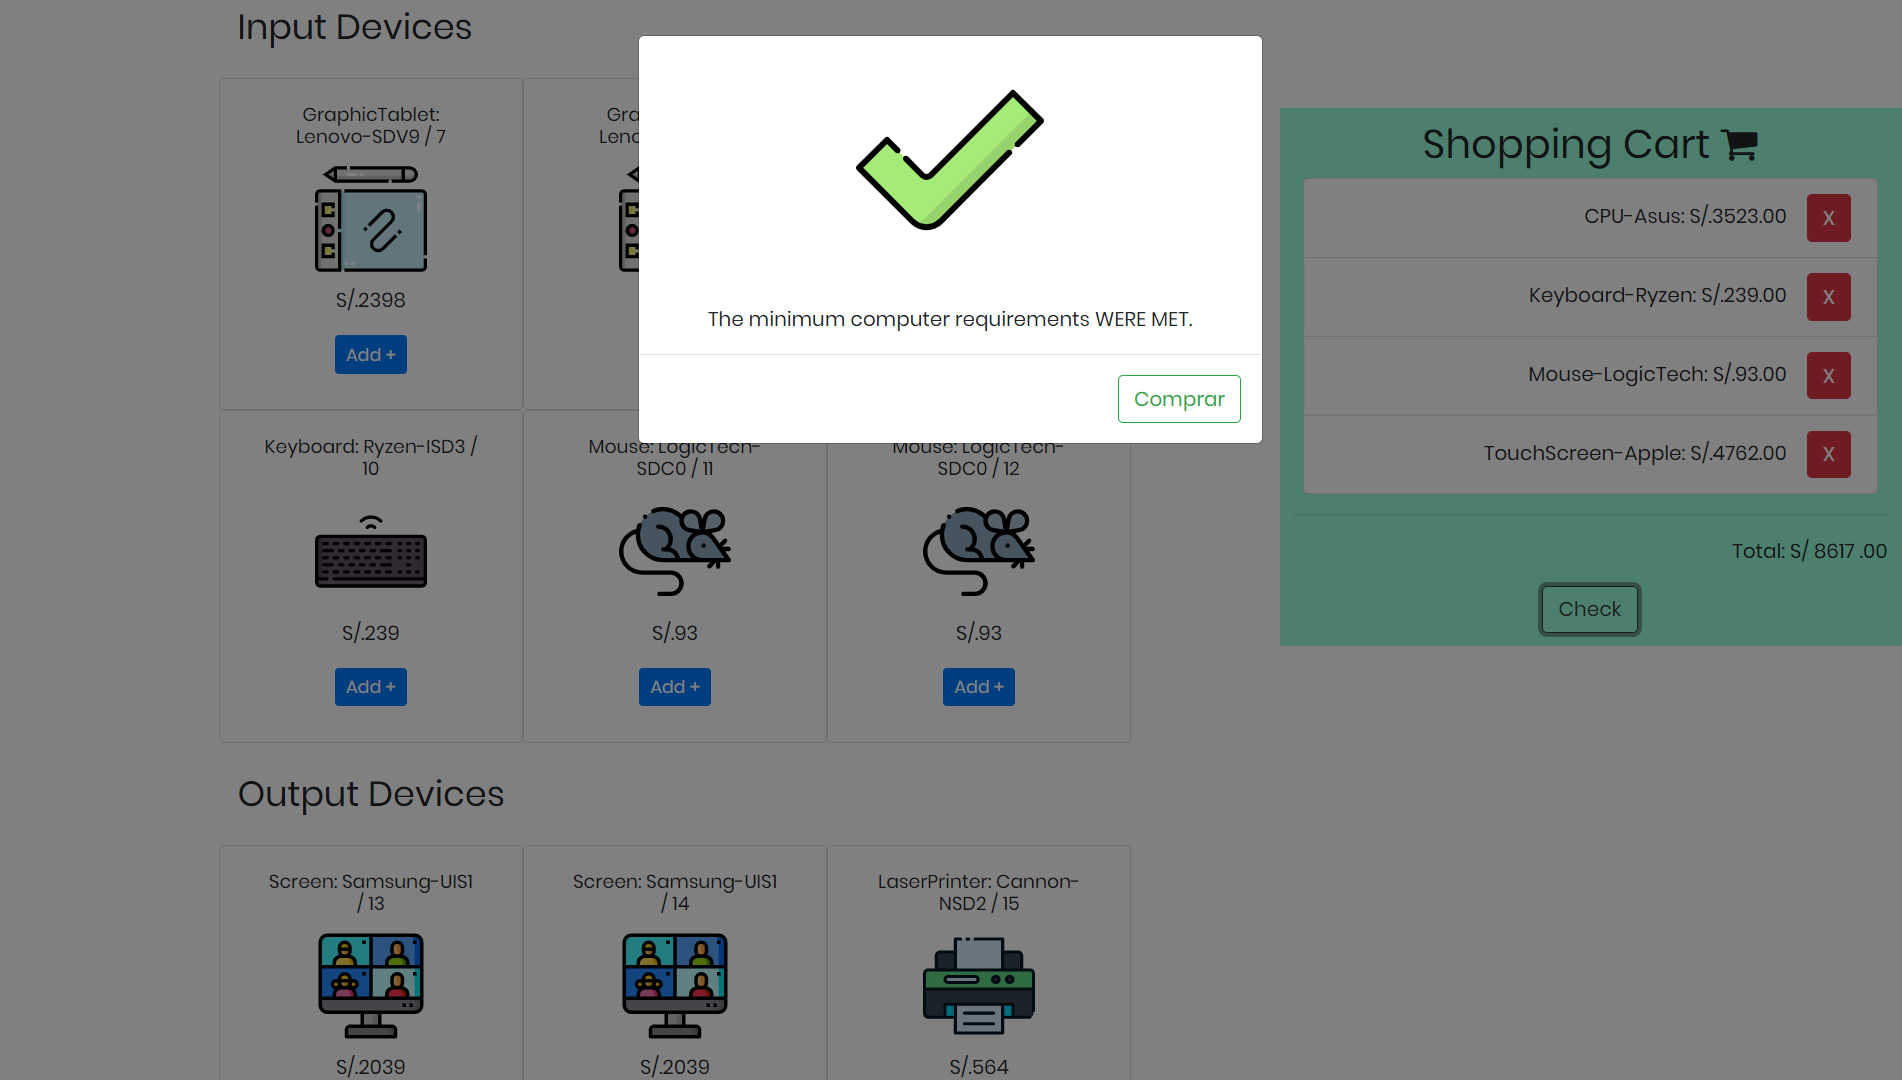 Input Devices
GraphicTablet:
Lenovo-SDV9 / 7
S/.2398
Add +
Gra
Leno
Keyboard: Ryzen-ISD3 /
10
S/.239
Add +
Mouse: LogicTech-
SDC0 / 11
S/.93
Add +
Mouse: LogicTech-
SDC0 / 12
S/.93
Add +
Output Devices
Screen: Samsung-UIS1
/ 13
S/.2039
Screen: Samsung-UIS1
/ 14
S/.2039
LaserPrinter: Cannon-
NSD2 / 15
S/.564
The minimum computer requirements WERE MET.
Comprar
Shopping Cart
CPU-Asus: S/.3523.00 X
Keyboard-Ryzen: S/.239.00 X
Mouse-LogicTech: S/.93.00 X
TouchScreen-Apple: S/.4762.00 X
Total: S/ 8617 .00
Check